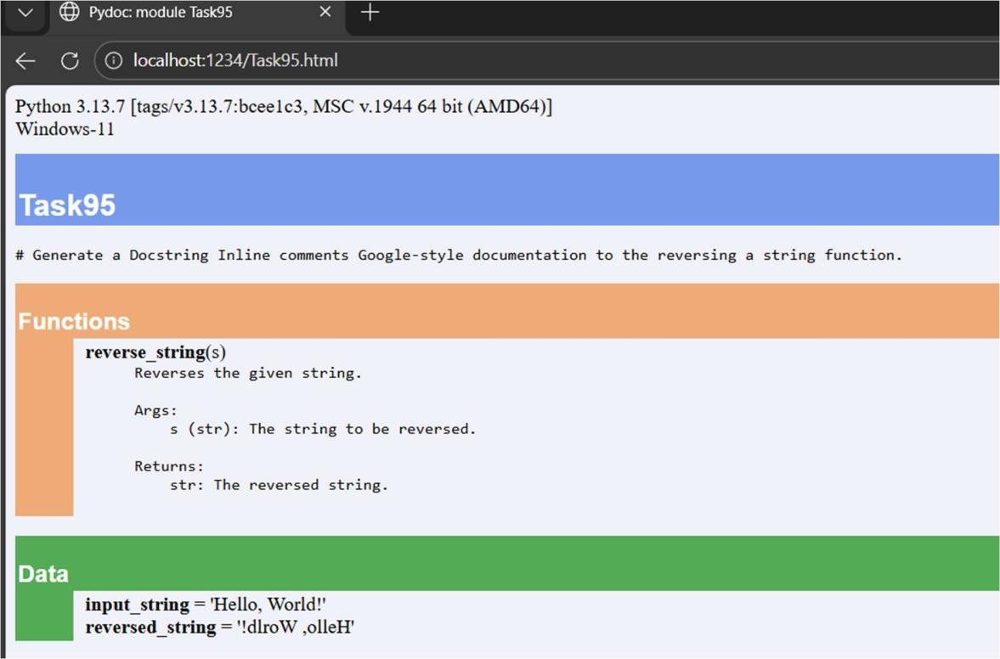 Pydoc: module Task95
localhost:1234/Task95.html
Python 3.13.7 [tags/v3.13.7:bcee1c3, MSC v.1944 64 bit (AMD64)]
Windows-11
Task95
# Generate a Docstring Inline comments Google-style documentation to the reversing a string function.
Functions
reverse_string(s)
Reverses the given string.
Args:
s (str): The string to be reversed.
Returns:
str: The reversed string.
Data
input_string = 'Hello, World!'
reversed_string = '!dlroW ,olleH'